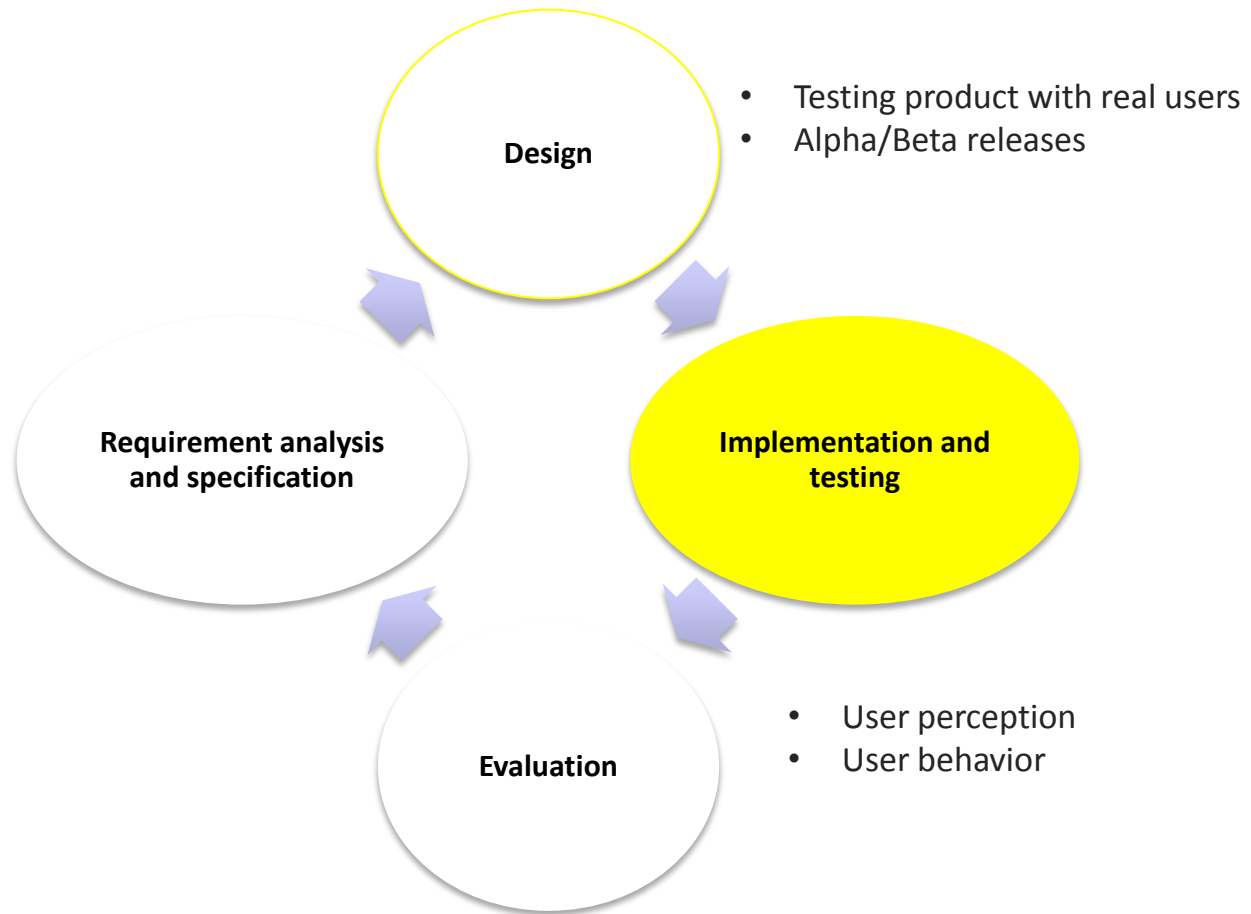 Design
• Testing product with real users
• Alpha/Beta releases
Requirement analysis
and specification
Implementation and
testing
Evaluation
• User perception
• User behavior